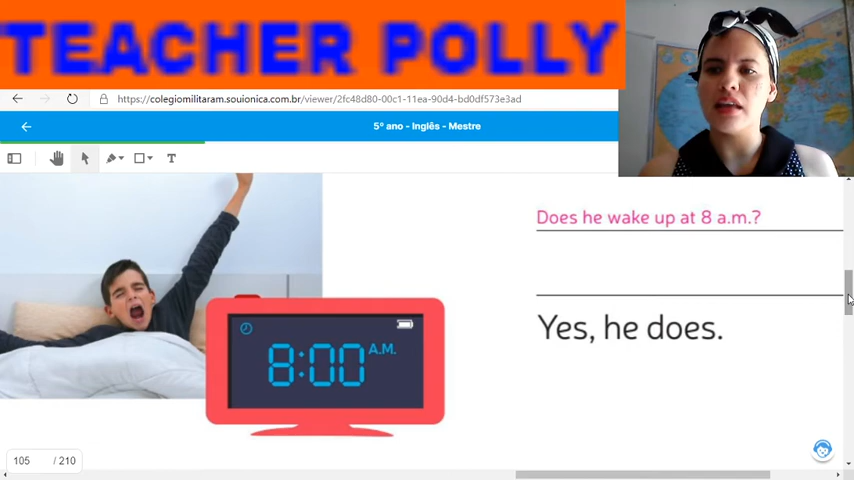 TEACHER POLLY
https://colegiomilitaram.souionica.com.br/viewer/2fc48d80-00c1-11ea-90d4-bd0df573e3ad
5º ano - Inglês - Mestre
T
Does he wake up at 8 a.m.?
8:00 A.M.
Yes, he does.
105 / 210